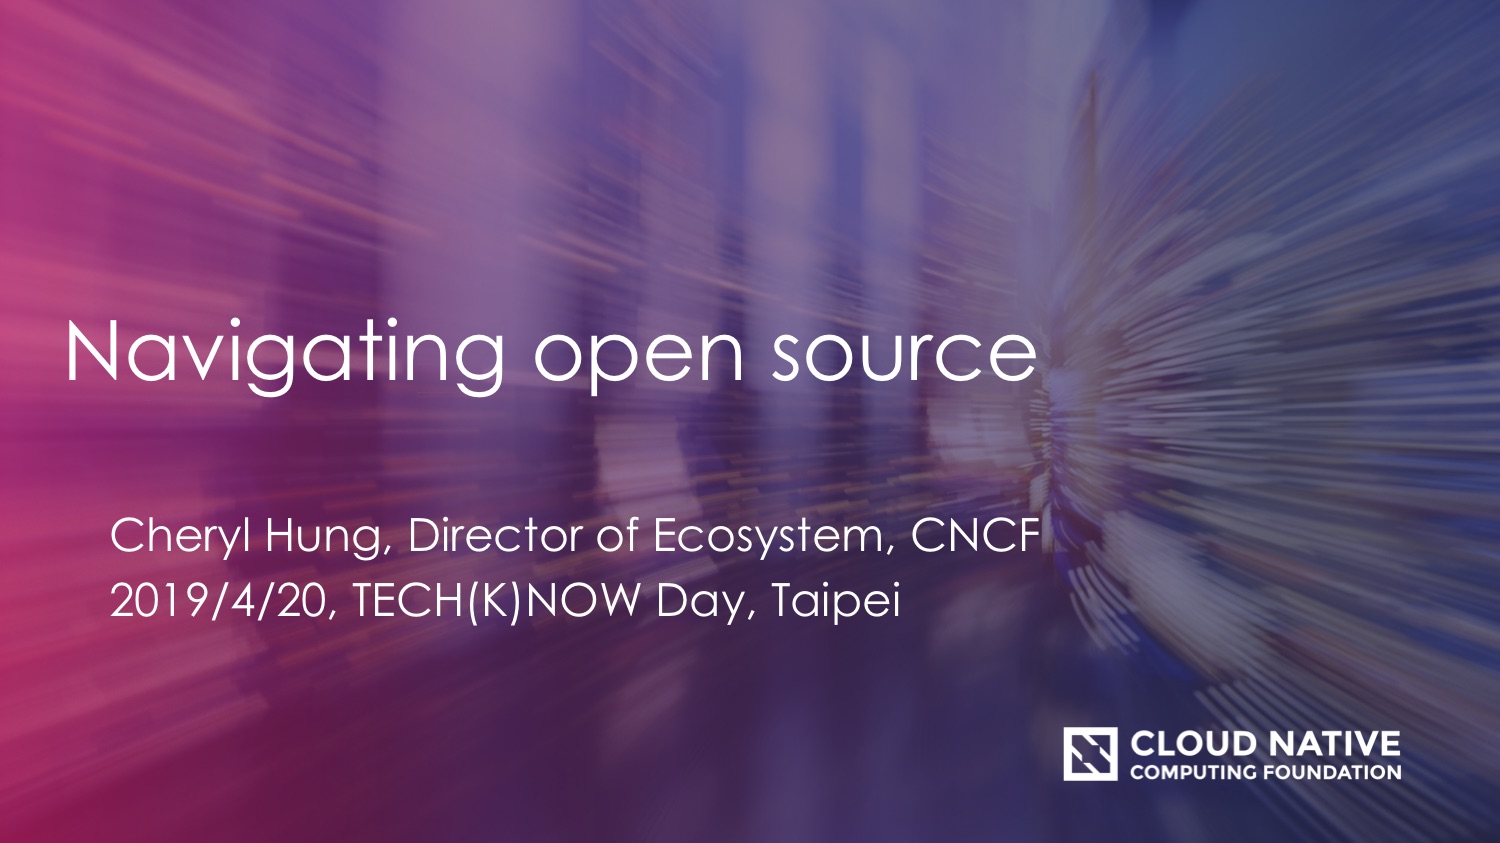 Navigating open source
Cheryl Hung, Director of Ecosystem, CNCF
2019/4/20, TECH(K)NOW Day, Taipei
CLOUD NATIVE
COMPUTING FOUNDATION